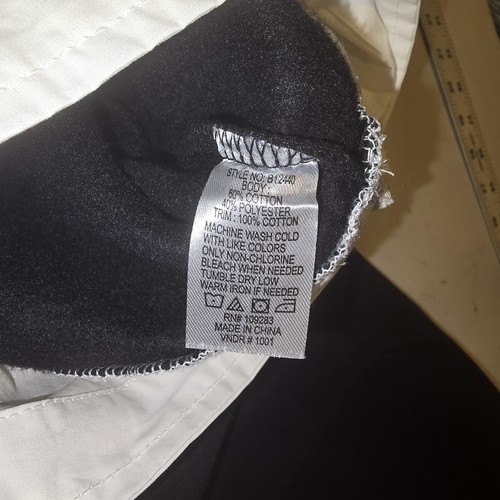 STYLE NO: B12440
BODY:
60% COTTON
40% POLYESTER
TRIM : 100% COTTON
MACHINE WASH COLD
WITH LIKE COLORS
ONLY NON-CHLORINE
BLEACH WHEN NEEDED
TUMBLE DRY LOW
WARM IRON IF NEEDED
RN# 109283
MADE IN CHINA
VNDR # 1001